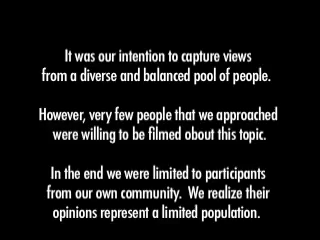 It was our intention to capture views
from a diverse and balanced pool of people.
However, very few people that we approached
were willing to be filmed obout this topic.
In the end we were limited to participants
from our own community. We realize their
opinions represent a limited population.